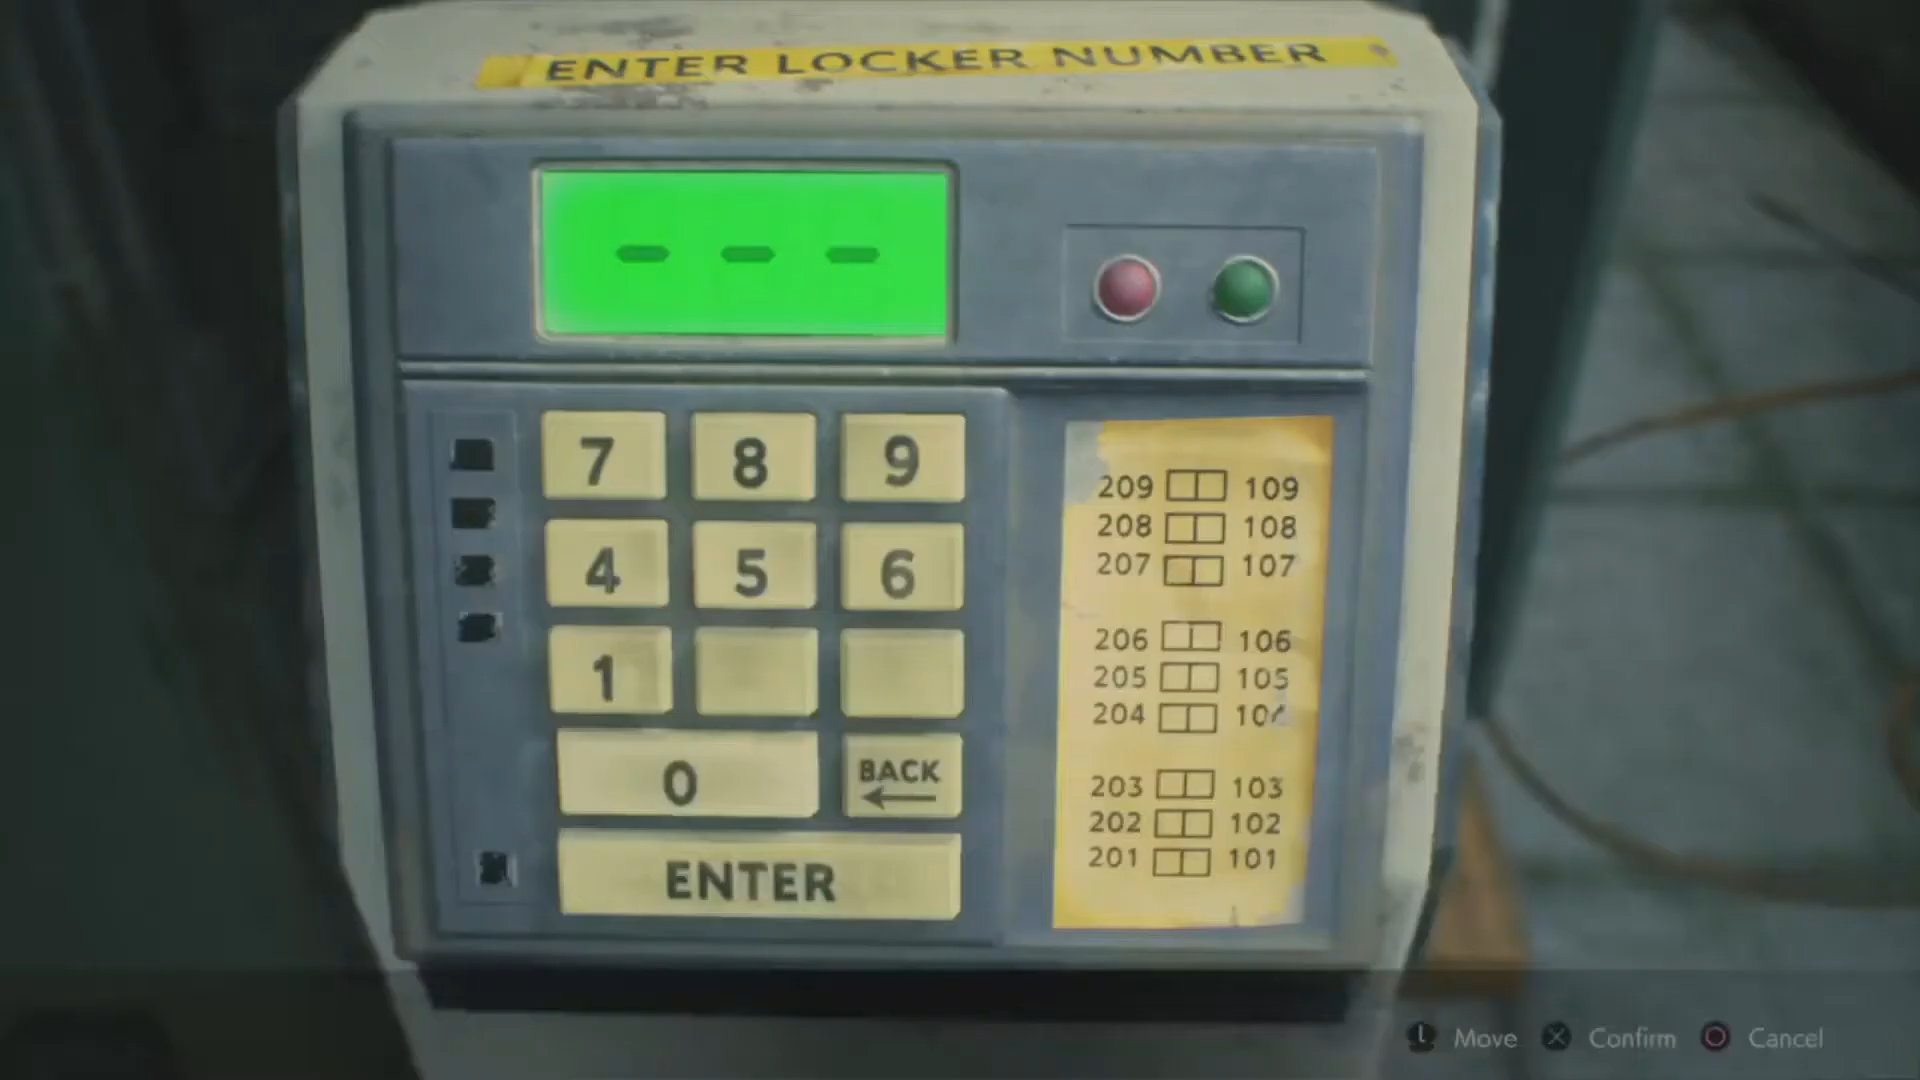 ENTER LOCKER NUMBER
- - -
7 8 9
4 5 6
1
0 BACK
ENTER
209 109
208 108
207 107
206 106
205 105
204
203 103
202 102
201 101
L Move Confirm Cancel